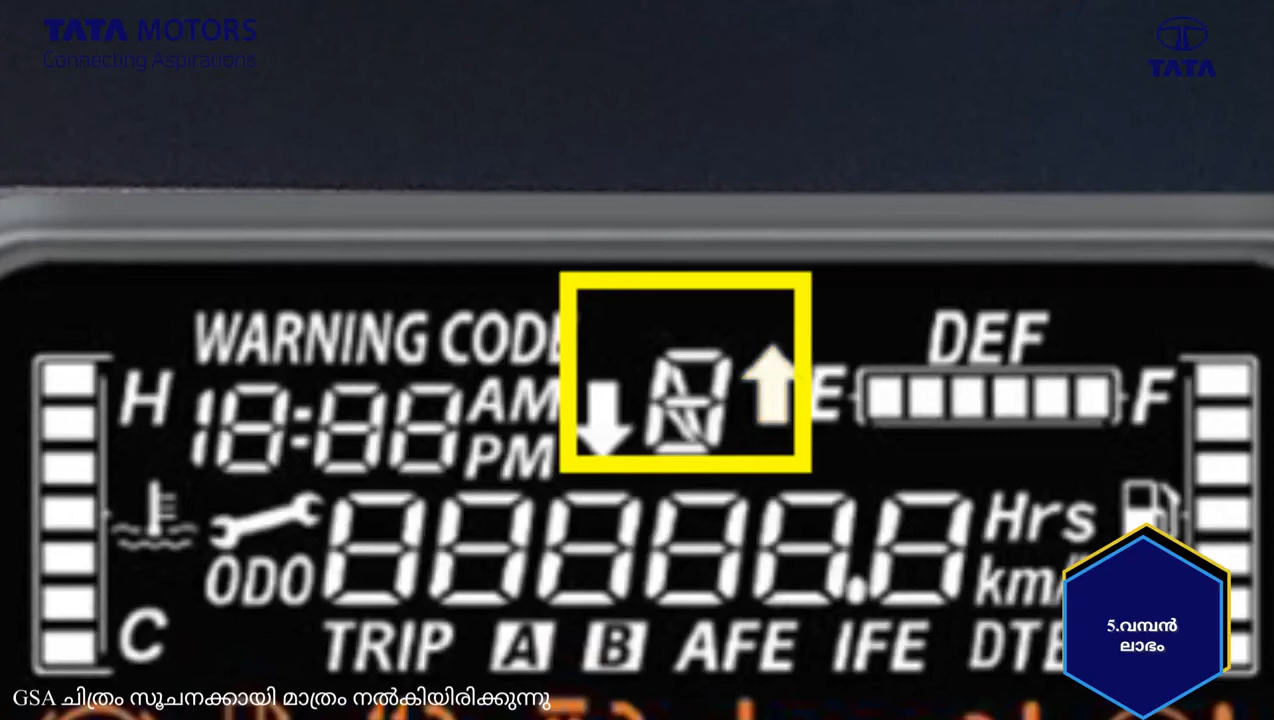 TATA MOTORS
Connecting Aspirations
TATA
WARNING CODE
DEF
H
18:88
AM
PM
E
F
ODO
88888.8
Hrs
km/
C
TRIP A B AFE IFE DTE
5.വമ്പൻ
ലാഭം
GSA ചിത്രം സൂചനക്കായി മാത്രം നൽകിയിരിക്കുന്നു